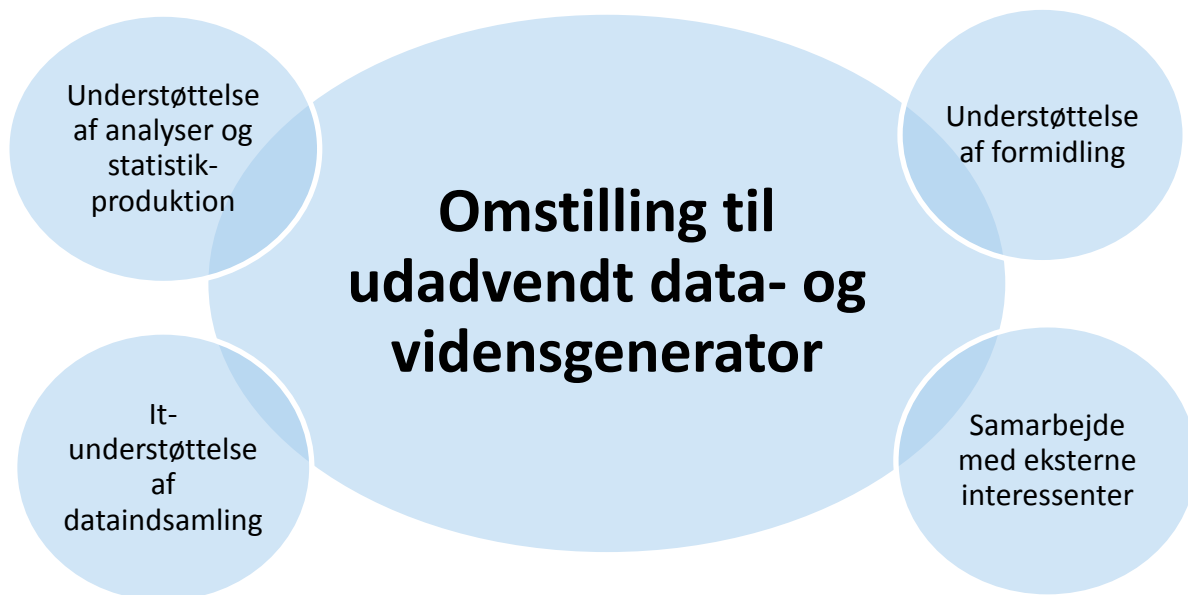 Understøttelse
af analyser og
statistik-
produktion
Understøttelse
af formidling
Omstilling til
udadvendt data- og
vidensgenerator
It-
understøttelse
af
dataindsamling
Samarbejde
med eksterne
interessenter